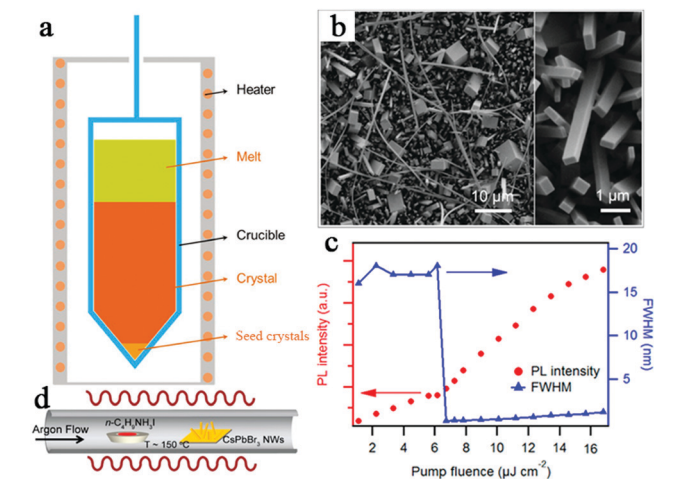 a
Heater
Melt
Crucible
Crystal
Seed crystals
b
10 μm
1 μm
c
PL intensity (a.u.)
20
15
10
5
FWHM (nm)
PL intensity
FWHM
2
4
6
8
10
12
14
16
Pump fluence (μJ cm⁻²)
d
n-C₄H₉NH₃I
Argon Flow
T ~ 150 °C
CsPbBr₃ NWs